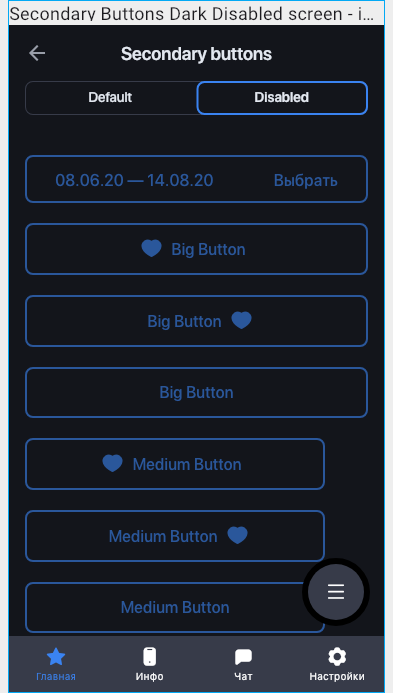 Secondary Buttons Dark Disabled screen - i...
Secondary buttons
Default
Disabled
08.06.20 — 14.08.20
Выбрать
Big Button
Big Button
Big Button
Medium Button
Medium Button
Medium Button
Главная
Инфо
Чат
Настройки